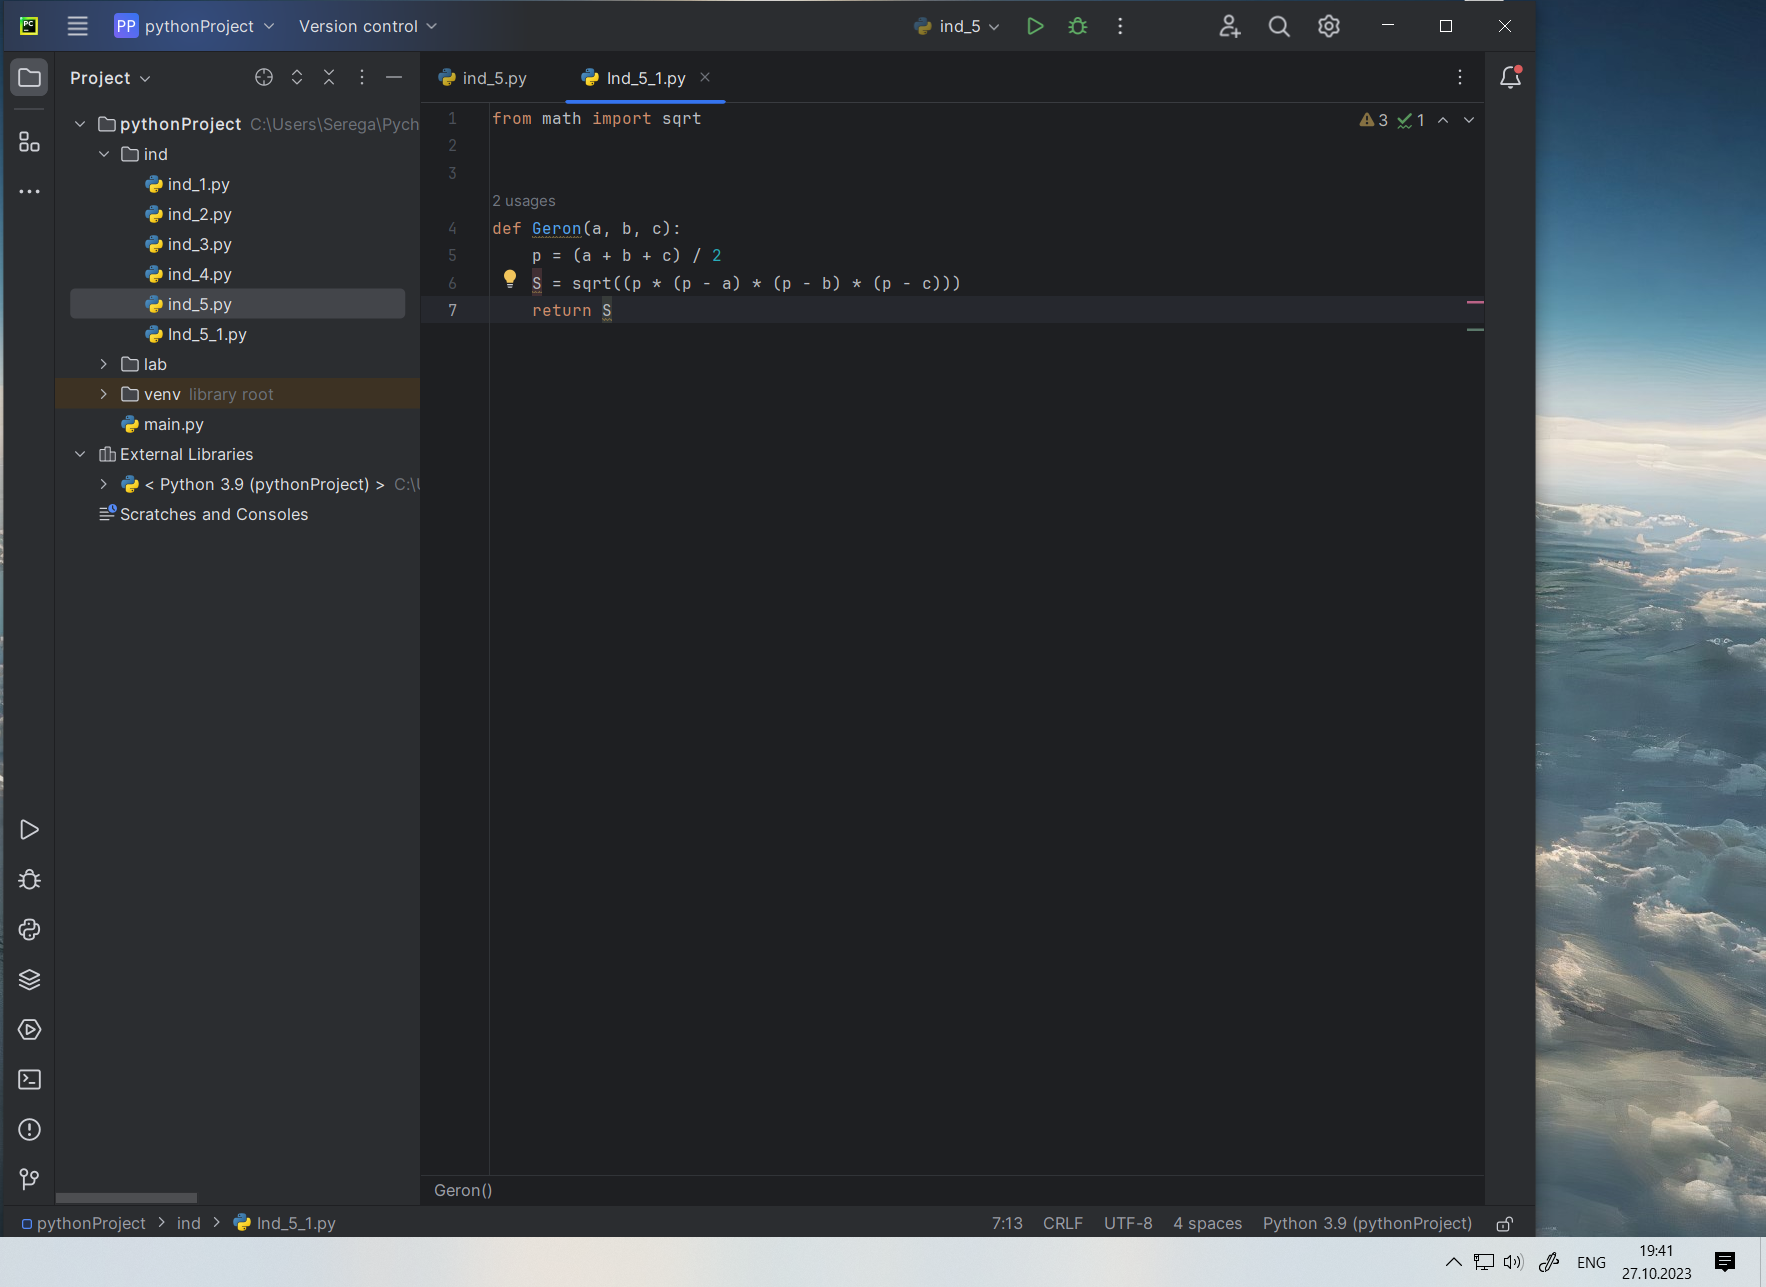 PC
PP pythonProject Version control ind_5
Project ind_5.py Ind_5_1.py
pythonProject C:\Users\Serega\Pych
ind
ind_1.py
ind_2.py
ind_3.py
ind_4.py
ind_5.py
Ind_5_1.py
lab
venv library root
main.py
External Libraries
< Python 3.9 (pythonProject) > C:\U
Scratches and Consoles
1 from math import sqrt 3 1
2
3
2 usages
4 def Geron(a, b, c):
5 p = (a + b + c) / 2
6 S = sqrt((p * (p - a) * (p - b) * (p - c)))
7 return S
Geron()
pythonProject > ind > Ind_5_1.py 7:13 CRLF UTF-8 4 spaces Python 3.9 (pythonProject)
ENG 19:41
27.10.2023